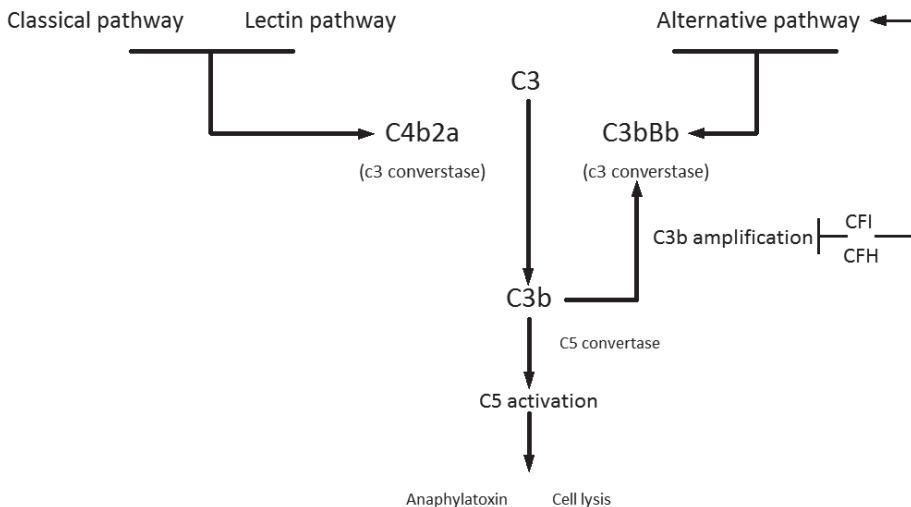 Classical pathway Lectin pathway Alternative pathway
C3
C4b2a C3bBb
(c3 converstase) (c3 converstase)
CFI
C3b amplification
CFH
C3b
C5 convertase
C5 activation
Anaphylatoxin Cell lysis